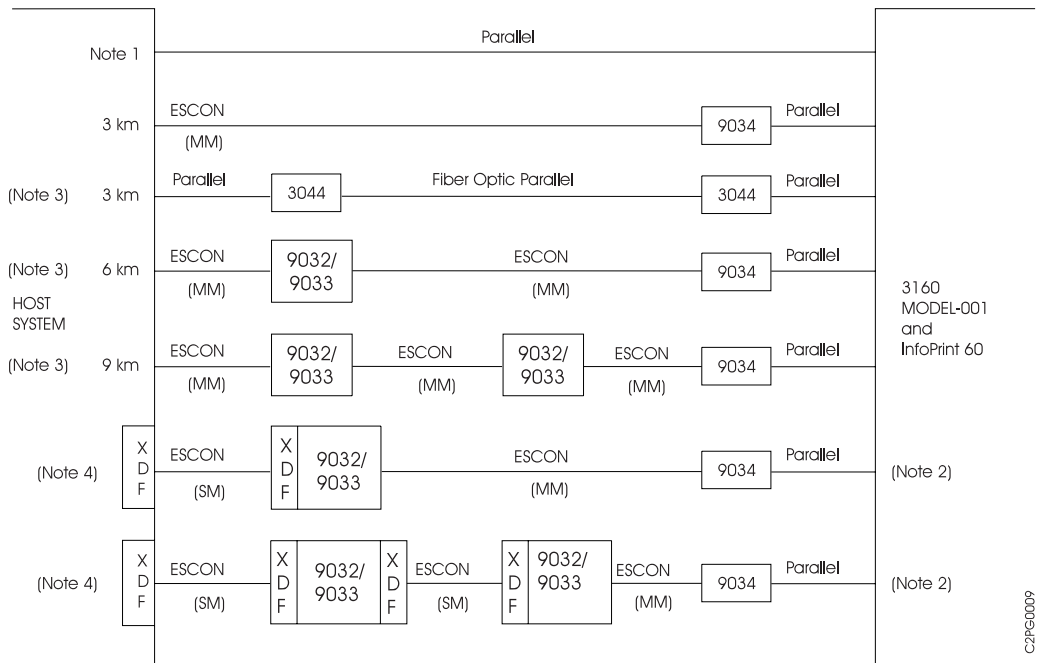 Parallel
Note 1
3 km
ESCON
(MM)
9034
Parallel
(Note 3)
3 km
Parallel
3044
Fiber Optic Parallel
3044
Parallel
(Note 3)
6 km
ESCON
(MM)
9032/
9033
ESCON
(MM)
9034
Parallel
HOST
SYSTEM
3160
MODEL-001
and
InfoPrint 60
(Note 3)
9 km
ESCON
(MM)
9032/
9033
ESCON
(MM)
9032/
9033
ESCON
(MM)
9034
Parallel
(Note 4)
XDF
ESCON
(SM)
XDF
9032/
9033
ESCON
(MM)
9034
Parallel
(Note 2)
(Note 4)
XDF
ESCON
(SM)
XDF
9032/
9033
XDF
ESCON
(SM)
XDF
9032/
9033
ESCON
(MM)
9034
Parallel
(Note 2)
C2PG0009